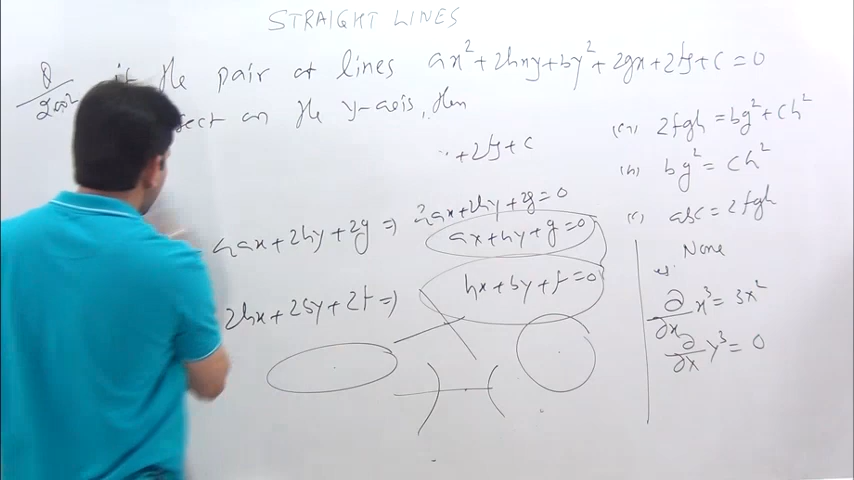 STRAIGHT LINES
Q if the pair of lines ax² + 2hxy + by² + 2gx + 2fy + c = 0
2002 sect on the y-axis, then
+ 2fy + c
2ax + 2hy + 2g ⇒ 2ax + 2hy + 2g = 0
ax + hy + g = 0
2hx + 2by + 2f ⇒ hx + by + f = 0
(a) 2fgh = bg² + ch²
(b) bg² = ch²
(c) abc = 2fgh
None
∂/∂x x³ = 3x²
∂/∂x y³ = 0